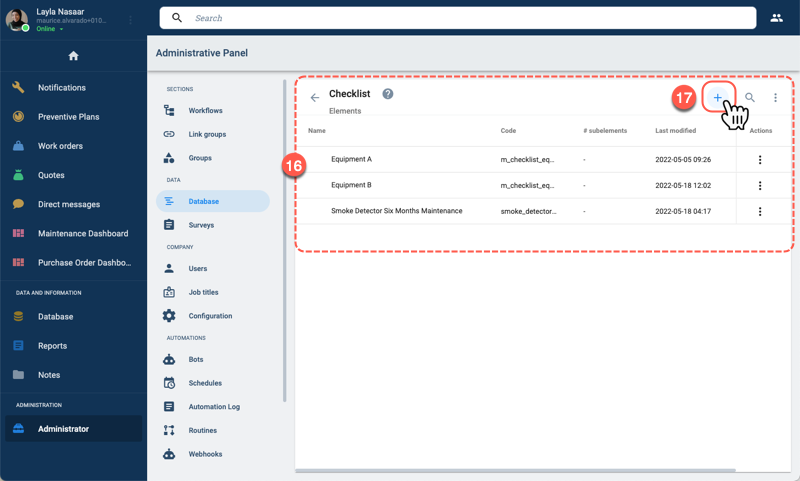 Layla Nasaar
maurice.alvarado+010...
Online
Search
Administrative Panel
Notifications
Preventive Plans
Work orders
Quotes
Direct messages
Maintenance Dashboard
Purchase Order Dashbo...
DATA AND INFORMATION
Database
Reports
Notes
ADMINISTRATION
Administrator
SECTIONS
Workflows
Link groups
Groups
DATA
Database
Surveys
COMPANY
Users
Job titles
Configuration
AUTOMATIONS
Bots
Schedules
Automation Log
Routines
Webhooks
Checklist ?
Elements
17
Name Code # subelements Last modified Actions
16
Equipment A m_checklist_eq... - 2022-05-05 09:26
Equipment B m_checklist_eq... - 2022-05-18 12:02
Smoke Detector Six Months Maintenance smoke_detector... - 2022-05-18 04:17